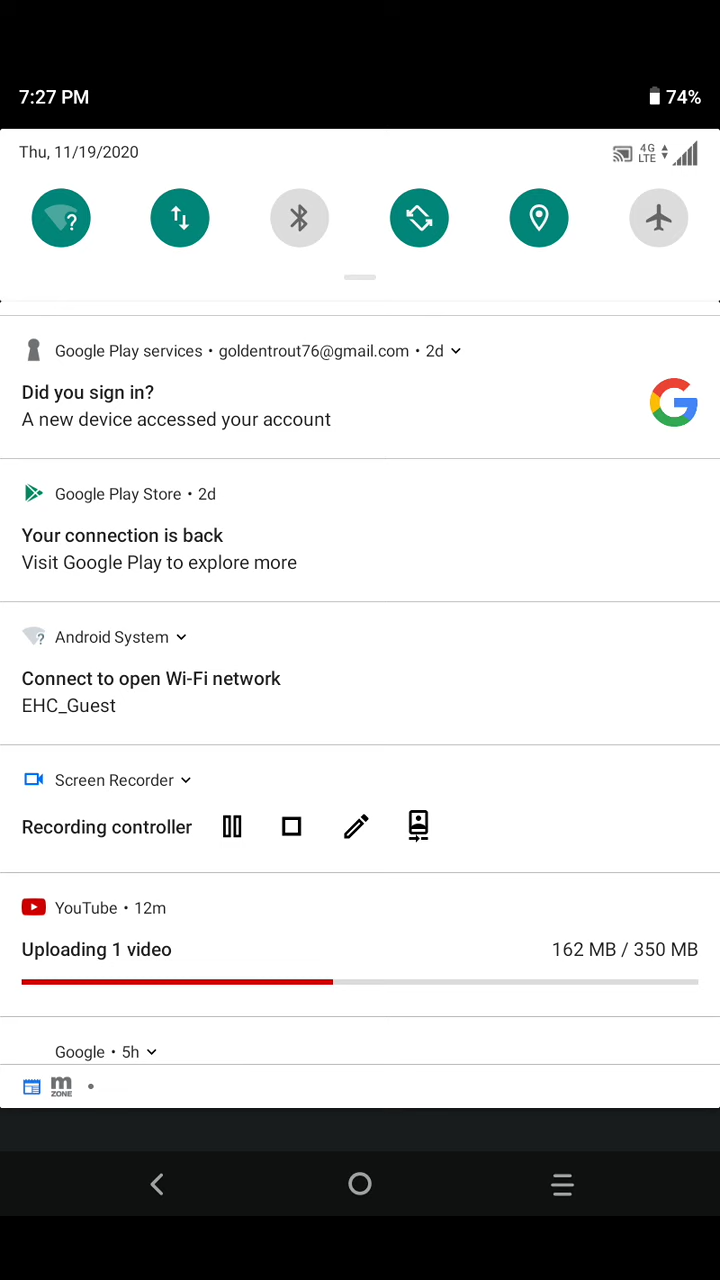 7:27 PM
74%
Thu, 11/19/2020
4G
LTE
?
Google Play services • goldentrout76@gmail.com • 2d
Did you sign in?
A new device accessed your account
Google Play Store • 2d
Your connection is back
Visit Google Play to explore more
? Android System
Connect to open Wi-Fi network
EHC_Guest
Screen Recorder
Recording controller
YouTube • 12m
Uploading 1 video
162 MB / 350 MB
Google • 5h
m
ZONE
•